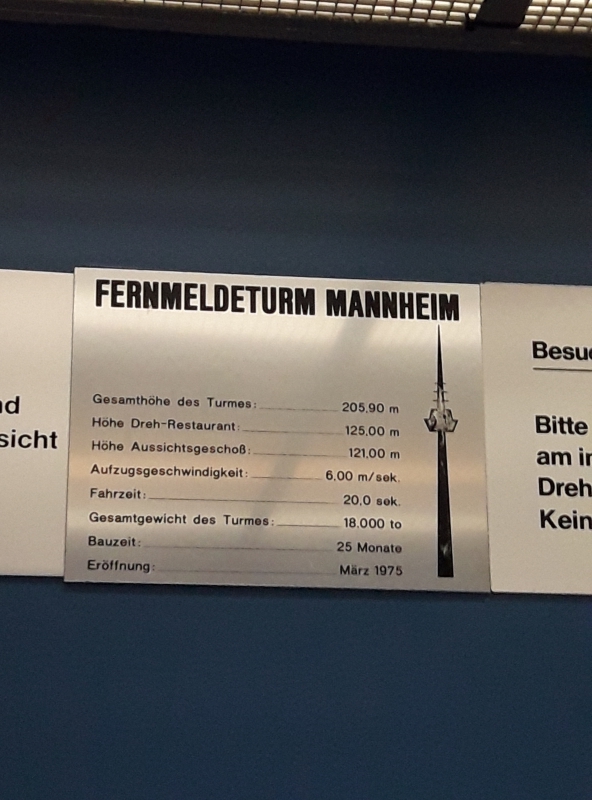 FERNMELDETURM MANNHEIM
Gesamthöhe des Turmes: 205,90 m
Höhe Dreh-Restaurant: 125,00 m
Höhe Aussichtsgeschoß: 121,00 m
Aufzugsgeschwindigkeit: 6,00 m/sek.
Fahrzeit: 20,0 sek.
Gesamtgewicht des Turmes: 18.000 to
Bauzeit: 25 Monate
Eröffnung: März 1975
sicht
Bitte
am
Dreh
Kein